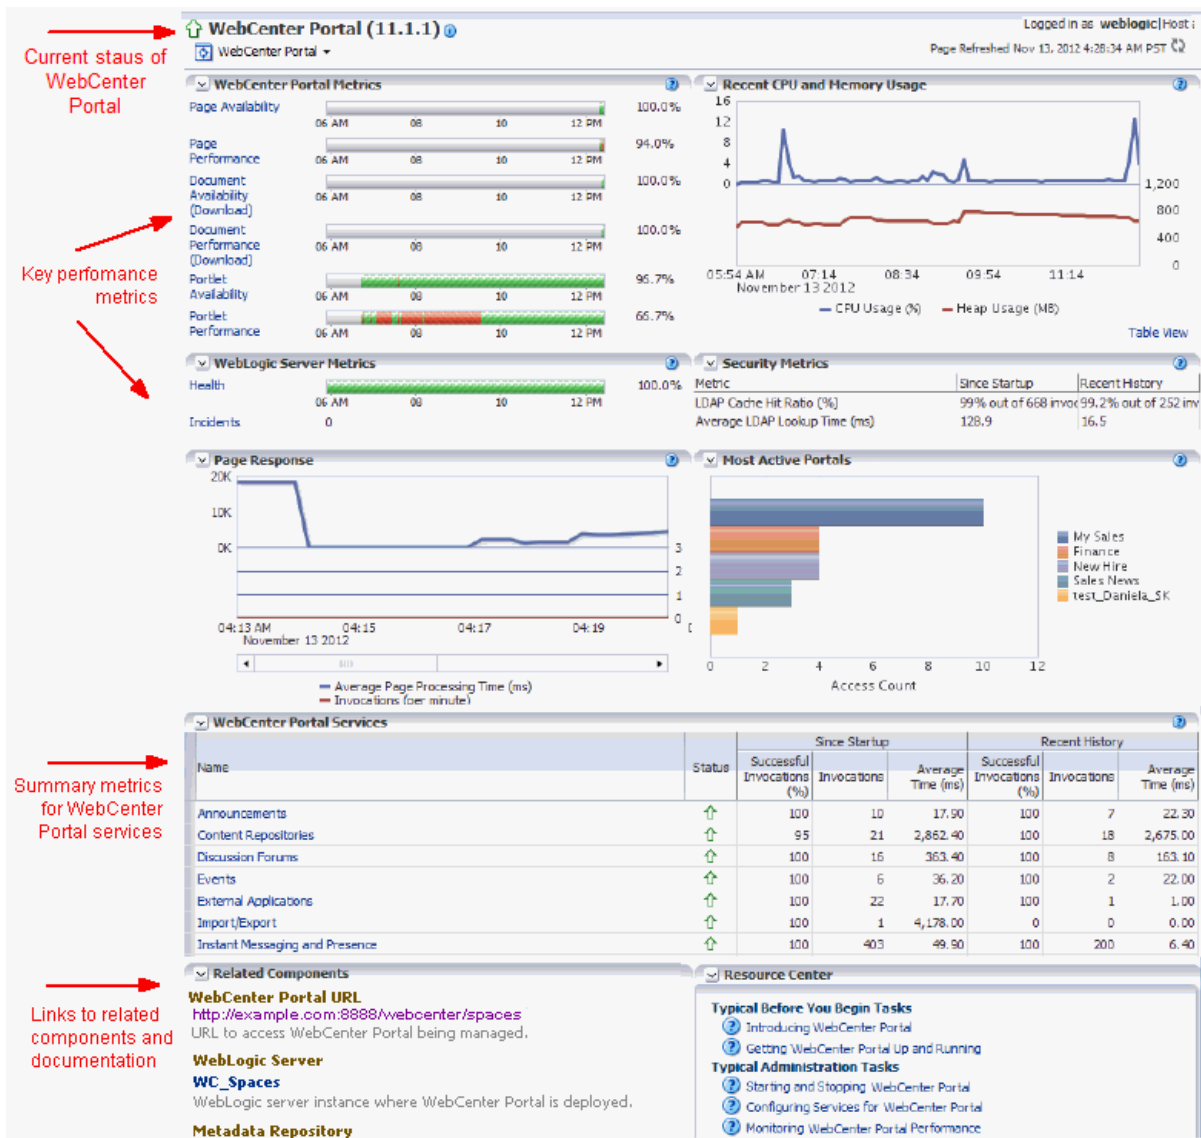 WebCenter Portal (11.1.1)
Logged in as weblogic|Host
WebCenter Portal
Page Refreshed Nov 13, 2012 4:28:34 AM PST
Current staus of
WebCenter
Portal
WebCenter Portal Metrics
Page Availability
100.0%
06 AM 08 10 12 PM
Page
Performance
94.0%
06 AM 08 10 12 PM
Document
Availability
(Download)
100.0%
06 AM 08 10 12 PM
Document
Performance
(Download)
100.0%
06 AM 08 10 12 PM
Portlet
Availability
06 AM 08 10 12 PM
Portlet
Performance
06 AM 08 10 12 PM
Key perfomance
metrics
Recent CPU and Memory Usage
16
12
8
4
0
1,200
800
400
0
05:54 AM 07:14 08:34 09:54 11:14
November 13 2012
CPU Usage (%) Heap Usage (MB)
Table View
WebLogic Server Metrics
Health
100.0%
06 AM 08 10 12 PM
Incidents 0
Security Metrics
Metric Since Startup Recent History
LDAP Cache Hit Ratio (%) 99% out of 668 invoc 99.2% out of 252 inv
Average LDAP Lookup Time (ms) 128.9 16.5
Page Response
20K
10K
0K
3
2
1
0
04:13 AM 04:15 04:17 04:19
November 13 2012
Average Page Processing Time (ms)
Invocations (per minute)
Most Active Portals
My Sales
Finance
New Hire
Sales News
test_Daniela_SK
0 2 4 6 8 10 12
Access Count
WebCenter Portal Services
Since Startup Recent History
Name Status Successful Invocations (%) Invocations Average Time (ms) Successful Invocations (%) Invocations Average Time (ms)
Announcements 100 10 17.90 100 7 22.30
Content Repositories 95 21 2,862.40 100 18 2,675.00
Discussion Forums 100 16 363.40 100 8 163.10
Events 100 6 36.20 100 2 22.00
External Applications 100 22 17.70 100 1 1.00
Import/Export 100 1 4,178.00 0 0 0.00
Instant Messaging and Presence 100 403 49.90 100 200 6.40
Summary metrics
for WebCenter
Portal services
Related Components
WebCenter Portal URL
http://example.com:8888/webcenter/spaces
URL to access WebCenter Portal being managed.
WebLogic Server
WC_Spaces
WebLogic server instance where WebCenter Portal is deployed.
Metadata Repository
Links to related
components and
documentation
Resource Center
Typical Before You Begin Tasks
Introducing WebCenter Portal
Getting WebCenter Portal Up and Running
Typical Administration Tasks
Starting and Stopping WebCenter Portal
Configuring Services for WebCenter Portal
Monitoring WebCenter Portal Performance